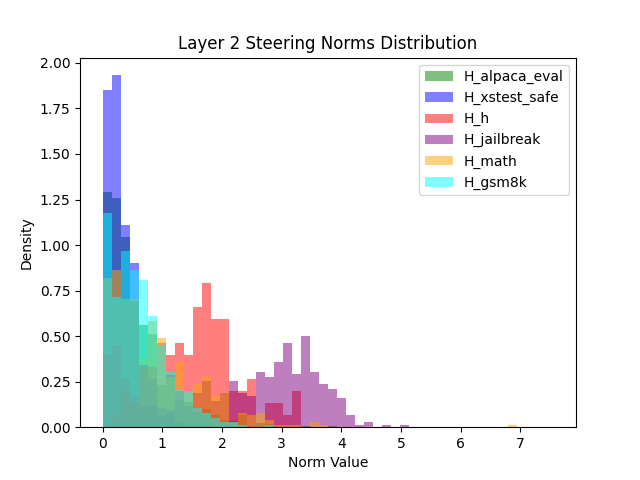 Layer 2 Steering Norms Distribution
H_alpaca_eval
H_xstest_safe
H_h
H_jailbreak
H_math
H_gsm8k
Density
2.00
1.75
1.50
1.25
1.00
0.75
0.50
0.25
0.00
0 1 2 3 4 5 6 7
Norm Value